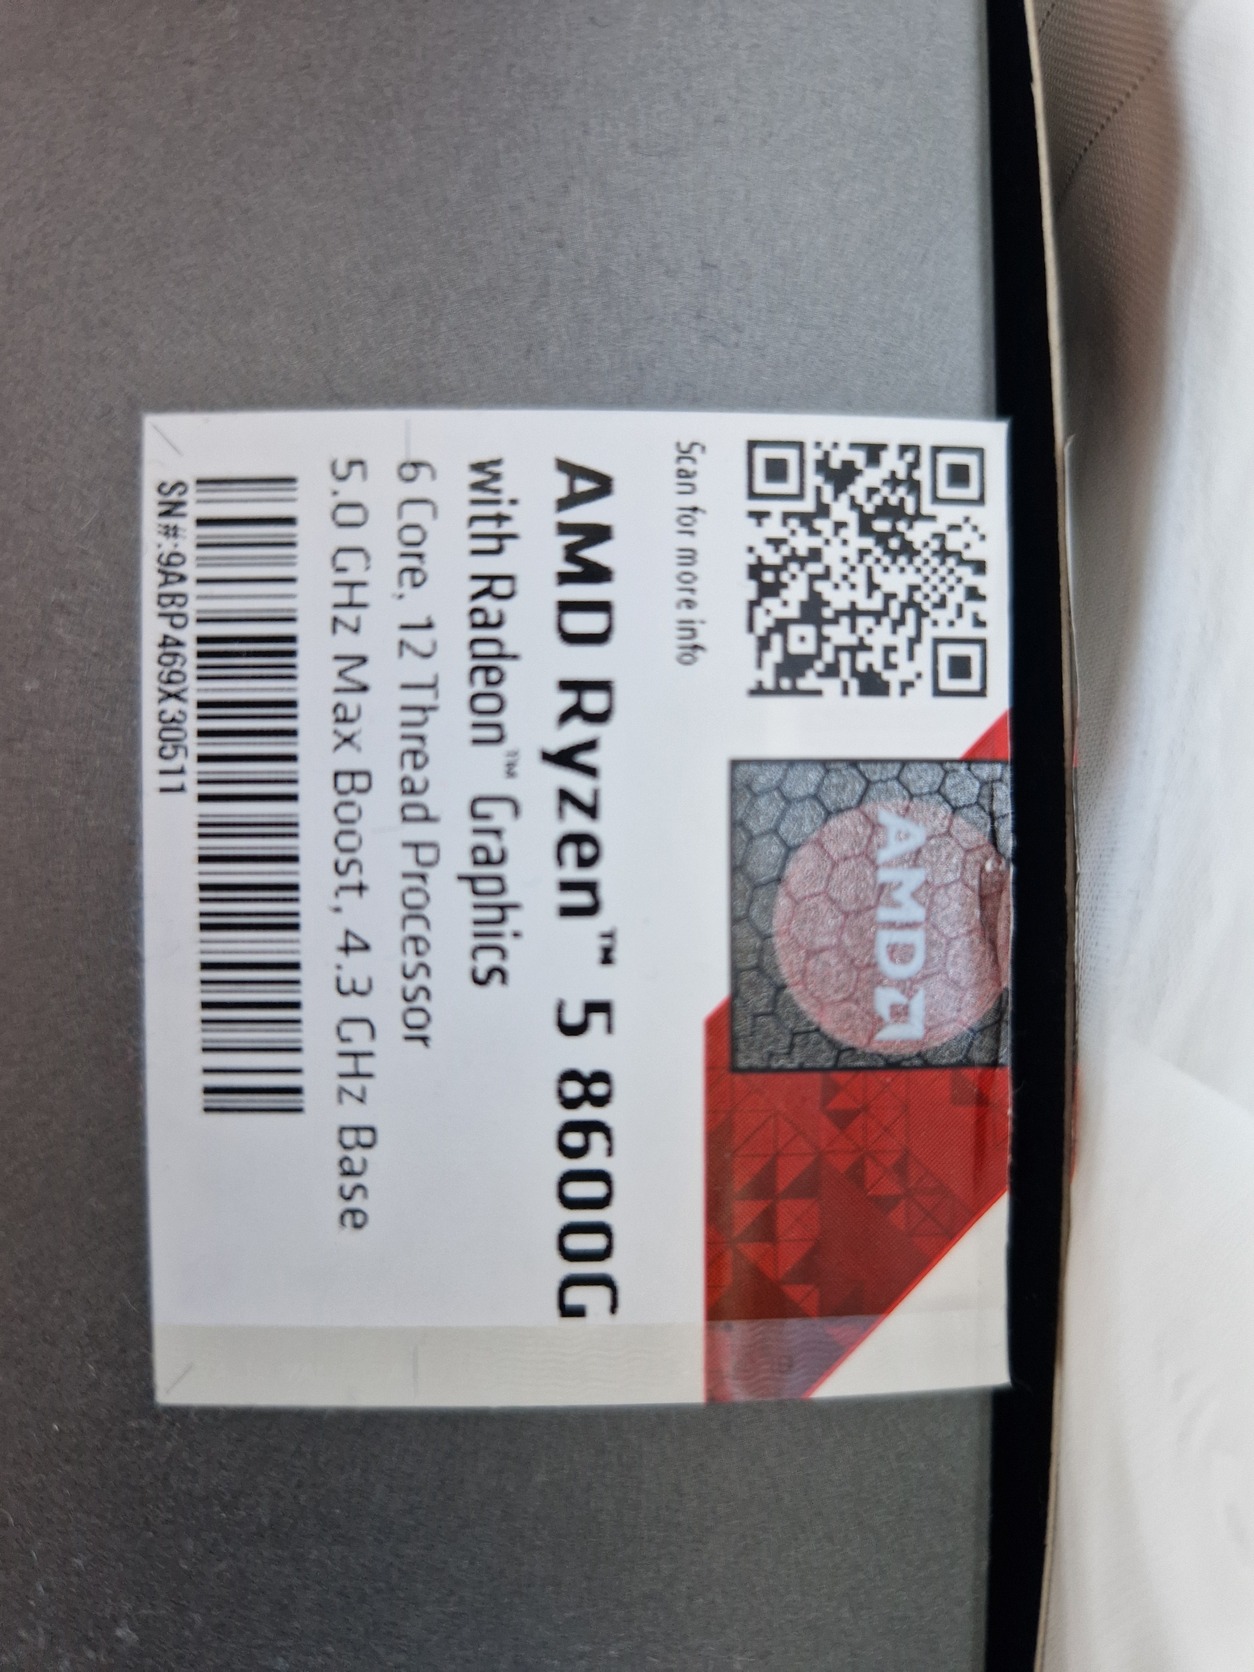 Scan for more info
AMD
AMD Ryzen™ 5 8600G
with Radeon™ Graphics
6 Core, 12 Thread Processor
5.0 GHz Max Boost, 4.3 GHz Base
SN#:9ABP469X30511